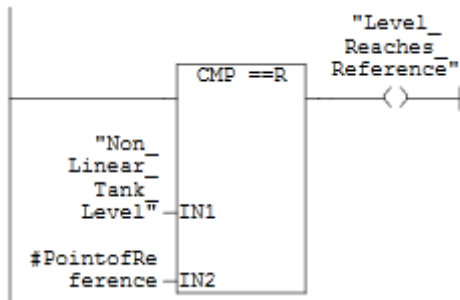 "Level_
Reaches_
Reference"
CMP ==R
"Non_
Linear_
Tank_
Level"
IN1
#PointofRe
ference
IN2